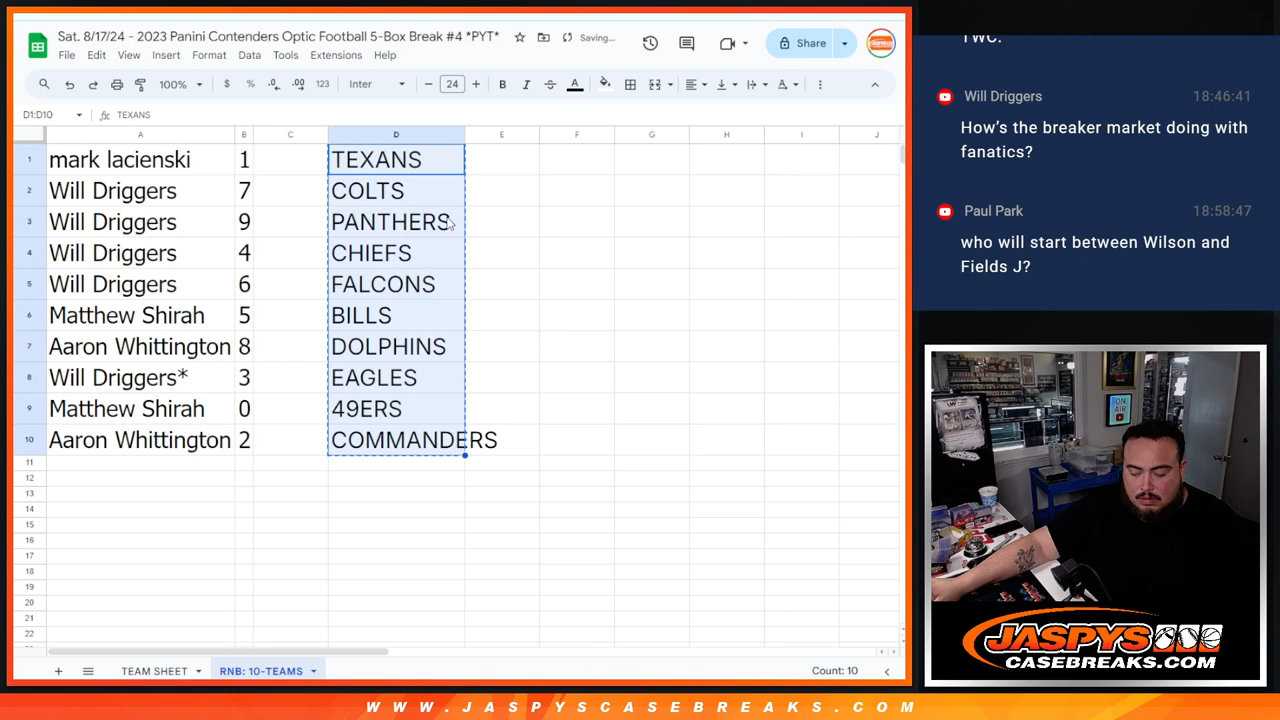 Sat. 8/17/24 - 2023 Panini Contenders Optic Football 5-Box Break #4 *PYT*
Saving...
File Edit View Insert Format Data Tools Extensions Help
Share
100% $ % .0 .00 123 Inter 24 B I A
D1:D10 fx TEXANS
A B C D E F G H I J
1 mark lacienski 1 TEXANS
2 Will Driggers 7 COLTS
3 Will Driggers 9 PANTHERS
4 Will Driggers 4 CHIEFS
5 Will Driggers 6 FALCONS
6 Matthew Shirah 5 BILLS
7 Aaron Whittington 8 DOLPHINS
8 Will Driggers* 3 EAGLES
9 Matthew Shirah 0 49ERS
10 Aaron Whittington 2 COMMANDERS
11
12
13
14
15
16
17
18
19
20
21
22
TEAM SHEET RNB: 10-TEAMS Count: 10
TWC.
Will Driggers 18:46:41
How's the breaker market doing with
fanatics?
Paul Park 18:58:47
who will start between Wilson and
Fields J?
ON AIR
JASPYS
CASEBREAKS.COM
WWW.JASPYSCASEBREAKS.COM